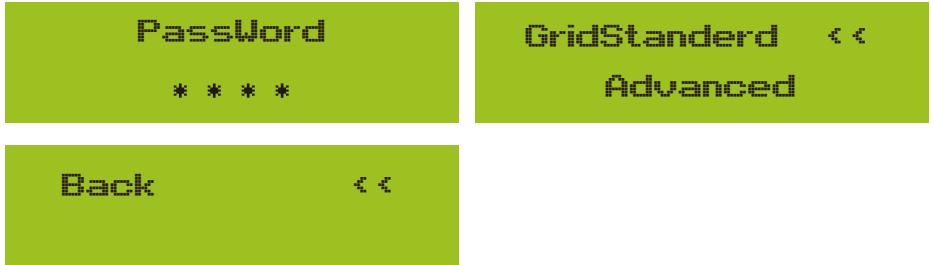 PassWord
* * * *
GridStanderd < <
Advanced
Back < <